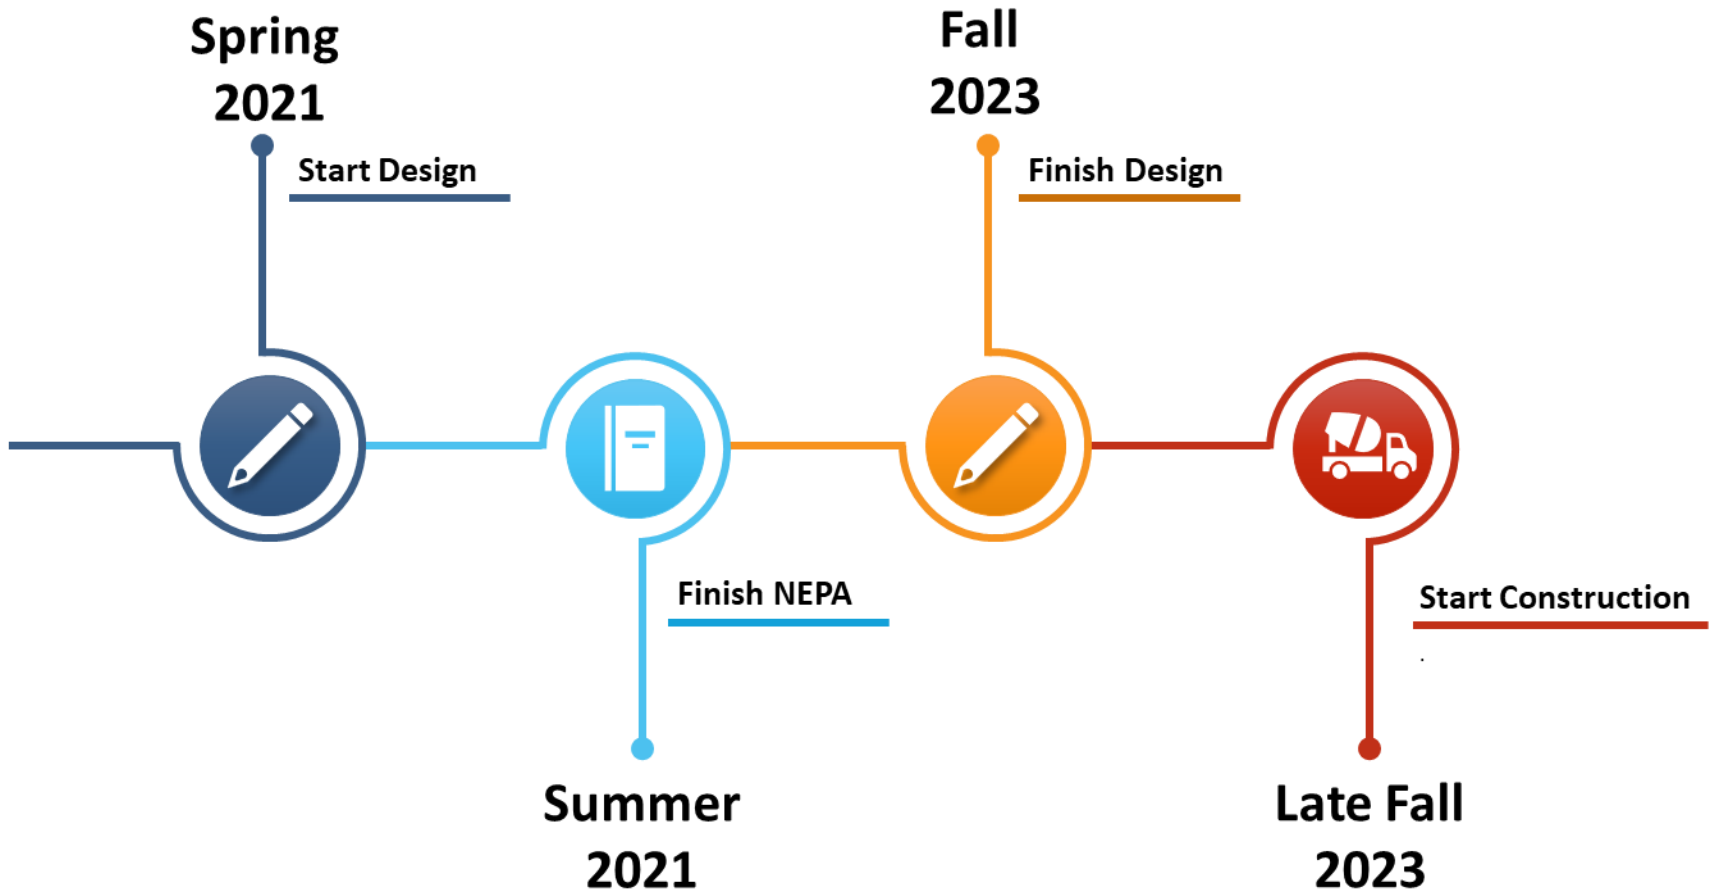 Spring
2021
Start Design
Summer
2021
Finish NEPA
Fall
2023
Finish Design
Late Fall
2023
Start Construction
.